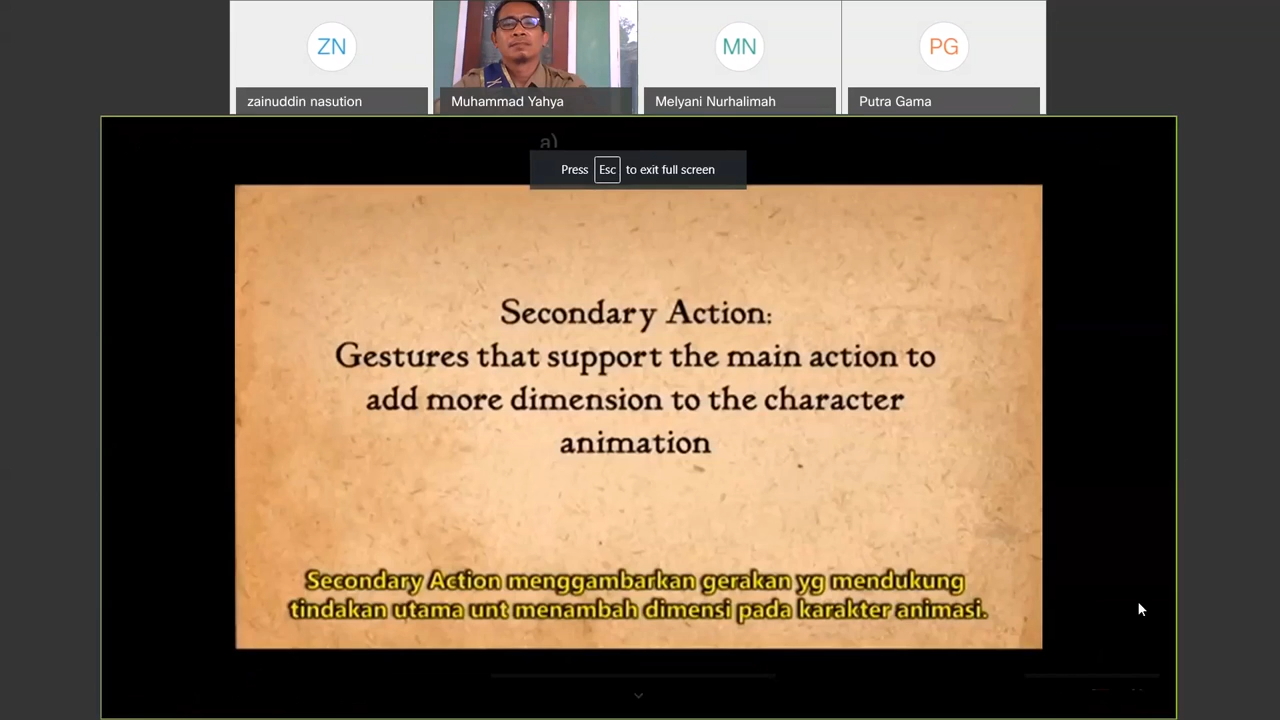 ZN
MN
PG
zainuddin nasution
Muhammad Yahya
Melyani Nurhalimah
Putra Gama
a)
Press Esc to exit full screen
Secondary Action:
Gestures that support the main action to
add more dimension to the character
animation
Secondary Action menggambarkan gerakan yg mendukung
tindakan utama unt menambah dimensi pada karakter animasi.